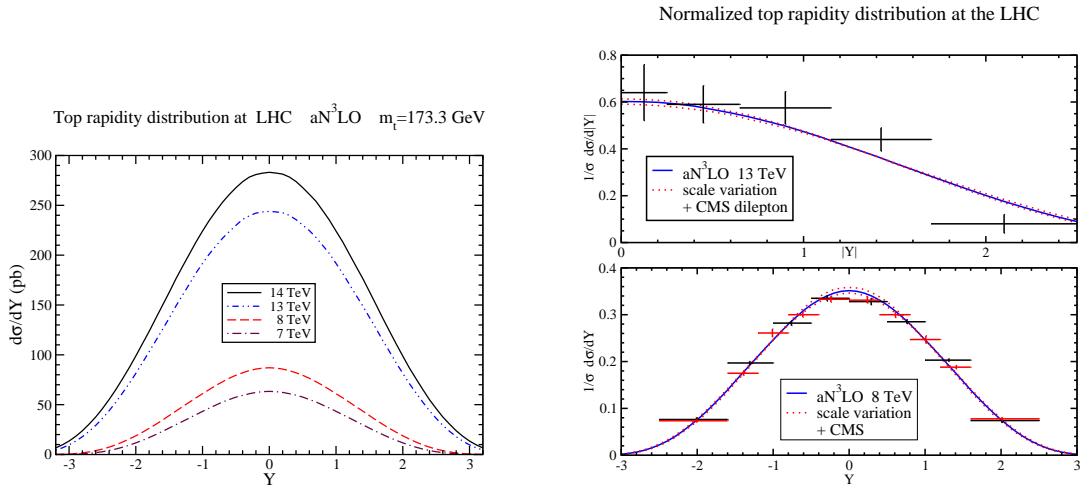 Top rapidity distribution at LHC aN³LO mₜ=173.3 GeV
300
250
200
150
100
50
0
dσ/dY (pb)
14 TeV
13 TeV
8 TeV
7 TeV
-3 -2 -1 0 1 2 3
Y
Normalized top rapidity distribution at the LHC
0.8
0.6
0.4
0.2
0
1/σ dσ/d|Y|
aN³LO 13 TeV
scale variation
+ CMS dilepton
0 1 2
|Y|
0.4
0.3
0.2
0.1
0
1/σ dσ/dY
aN³LO 8 TeV
scale variation
+ CMS
-3 -2 -1 0 1 2 3
Y